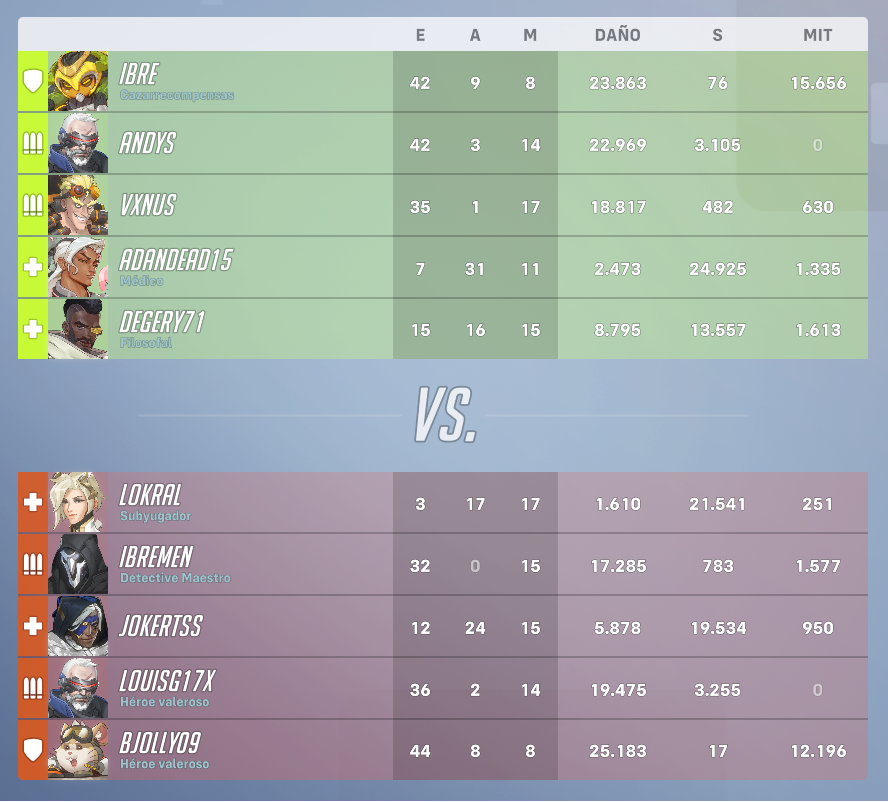 E A M DAÑO S MIT
IBRE 42 9 8 23.863 76 15.656
Cazarrecompensas
ANDYS 42 3 14 22.969 3.105 0
VXNUS 35 1 17 18.817 482 630
ADANDEAD15 7 31 11 2.473 24.925 1.335
Médico
DEGERY71 15 16 15 8.795 13.557 1.613
Filosofal
VS.
LOKRAL 3 17 17 1.610 21.541 251
Subyugador
IBREMEN 32 0 15 17.285 783 1.577
Detective Maestro
JOKERTSS 12 24 15 5.878 19.534 950
LOUISG17X 36 2 14 19.475 3.255 0
Héroe valeroso
BJOLLY09 44 8 8 25.183 17 12.196
Héroe valeroso